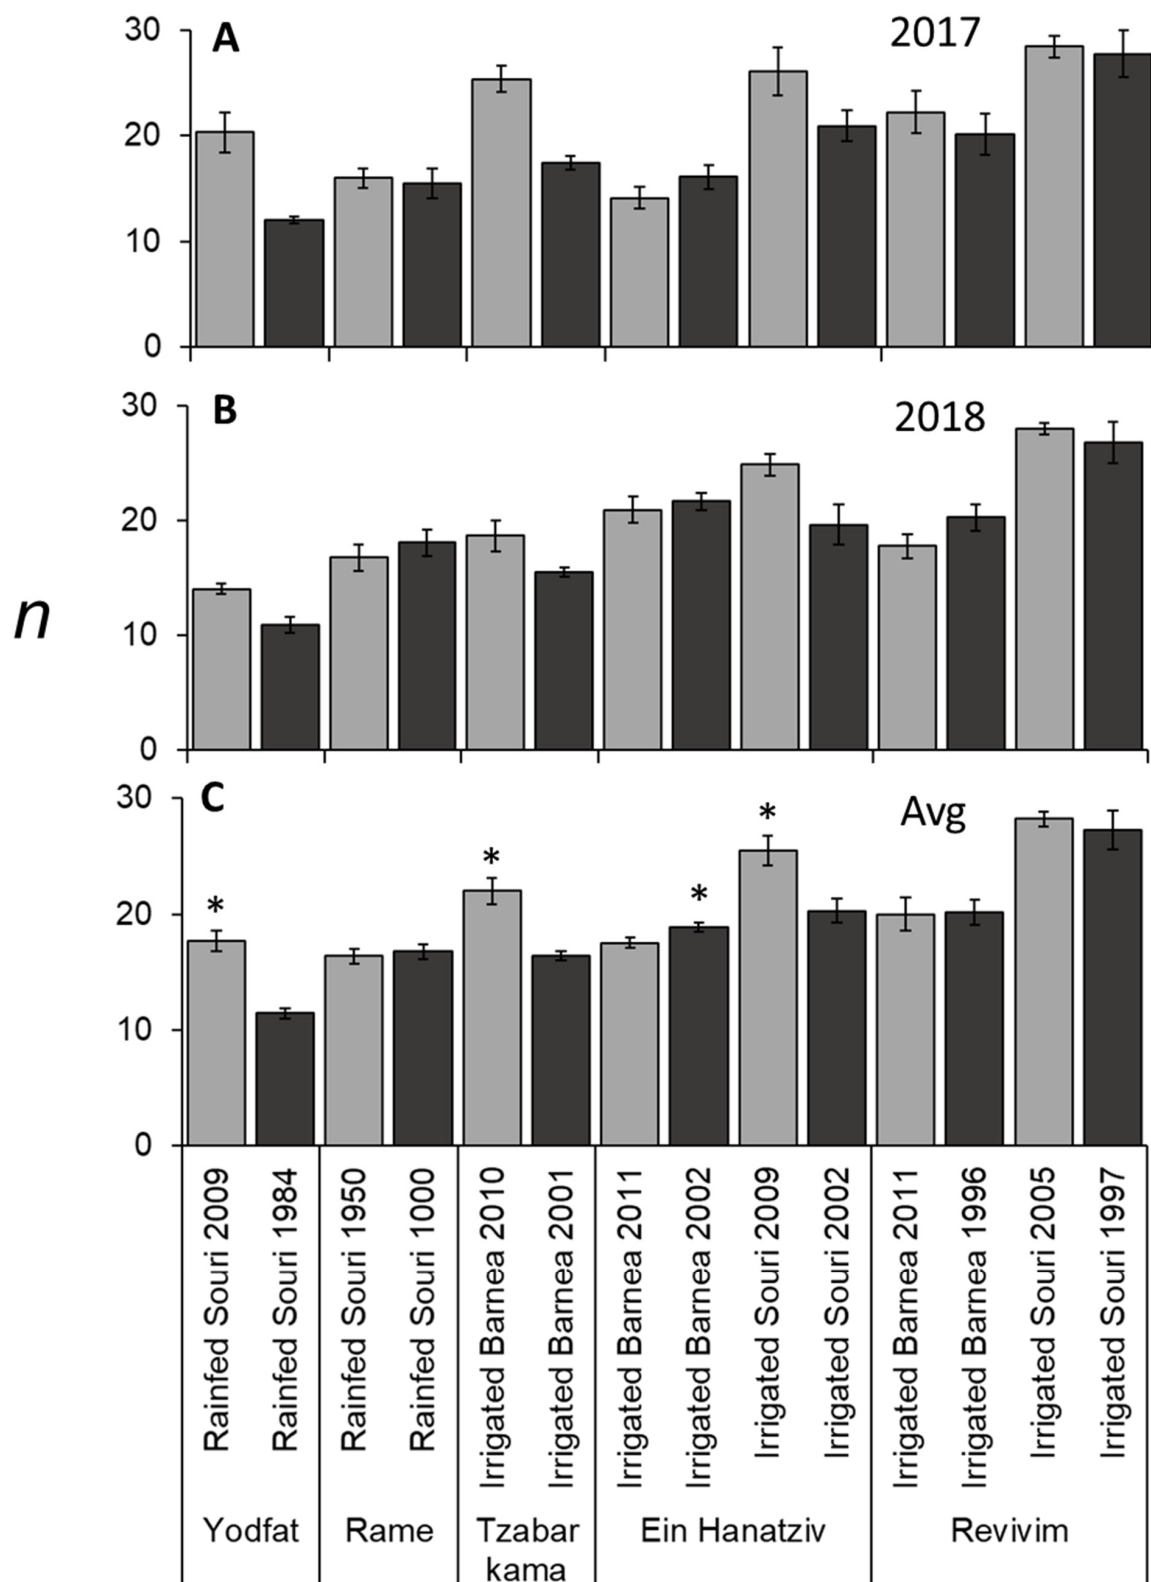 A
2017
30
20
10
0
B
2018
30
20
10
0
n
C
Avg
30
20
10
0
*
*
*
*
Rainfed Souri 2009
Rainfed Souri 1984
Rainfed Souri 1950
Rainfed Souri 1000
Irrigated Barnea 2010
Irrigated Barnea 2001
Irrigated Barnea 2011
Irrigated Barnea 2002
Irrigated Souri 2009
Irrigated Souri 2002
Irrigated Barnea 2011
Irrigated Barnea 1996
Irrigated Souri 2005
Irrigated Souri 1997
Yodfat
Rame
Tzabar
kama
Ein Hanatziv
Revivim